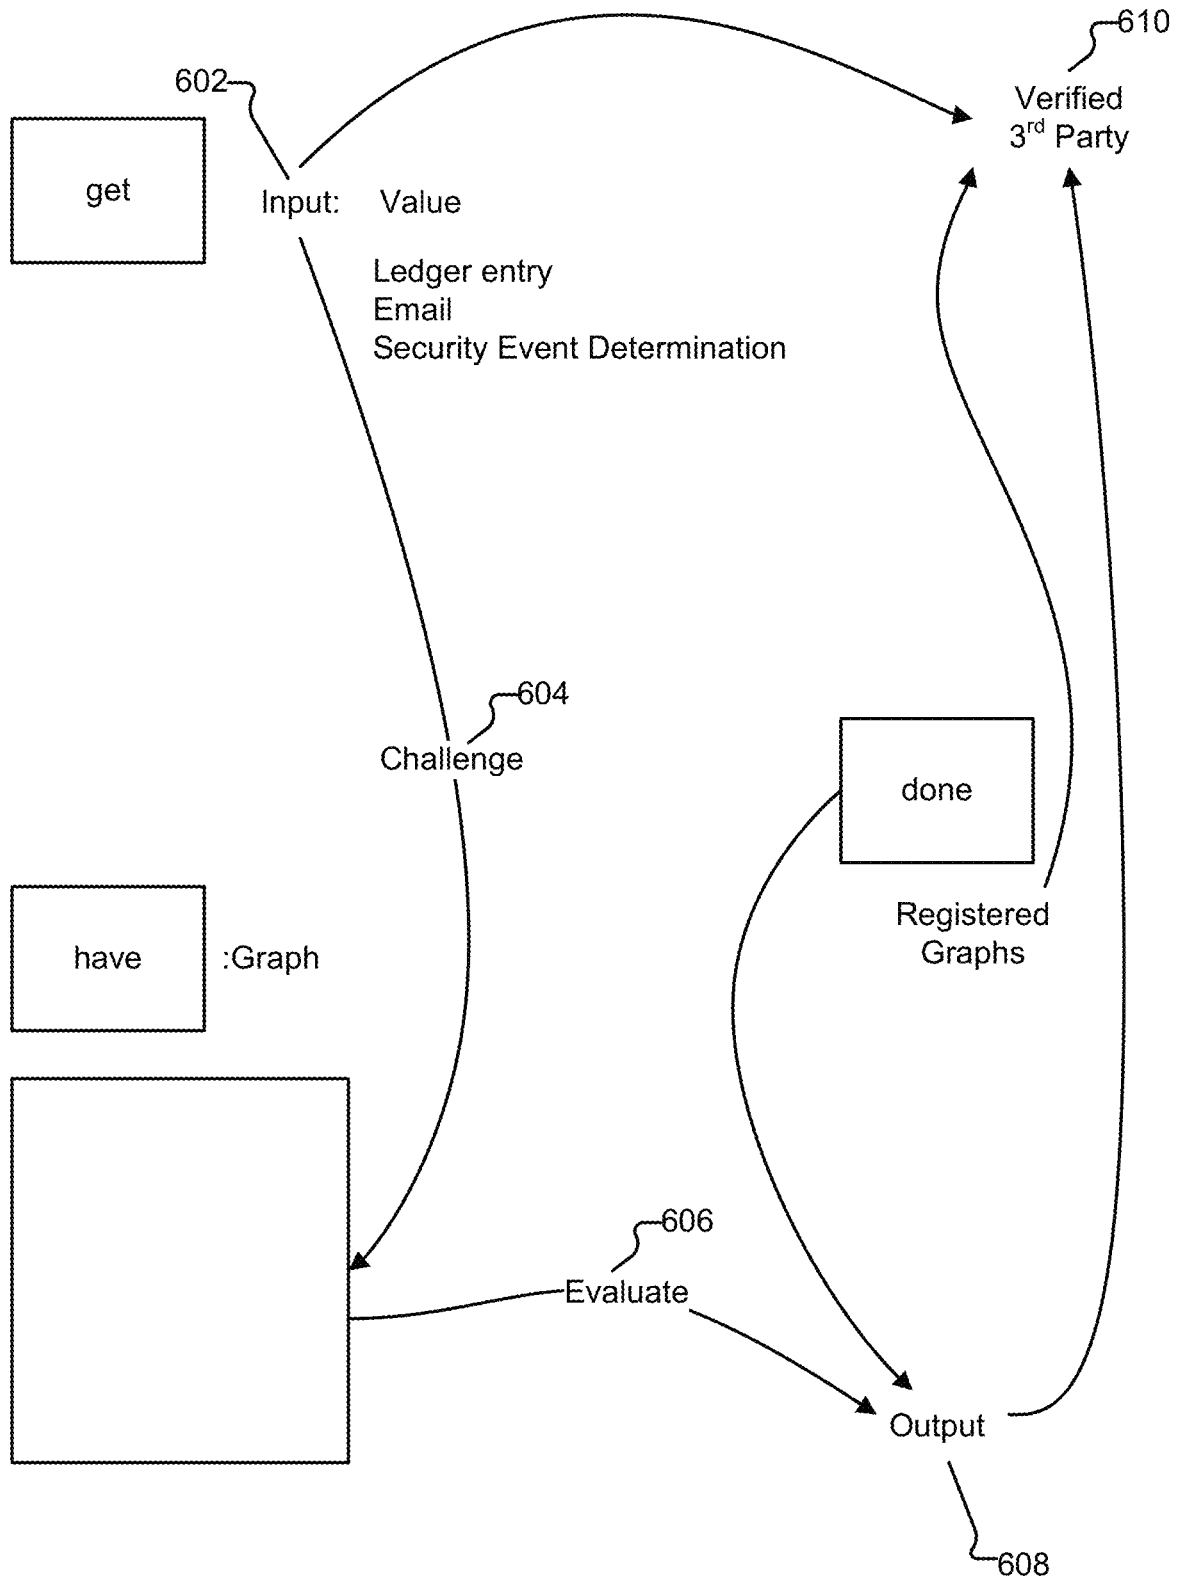 610
602
Verified
3rd Party
get
Input: Value
Ledger entry
Email
Security Event Determination
604
Challenge
done
Registered
Graphs
have :Graph
606
Evaluate
Output
608